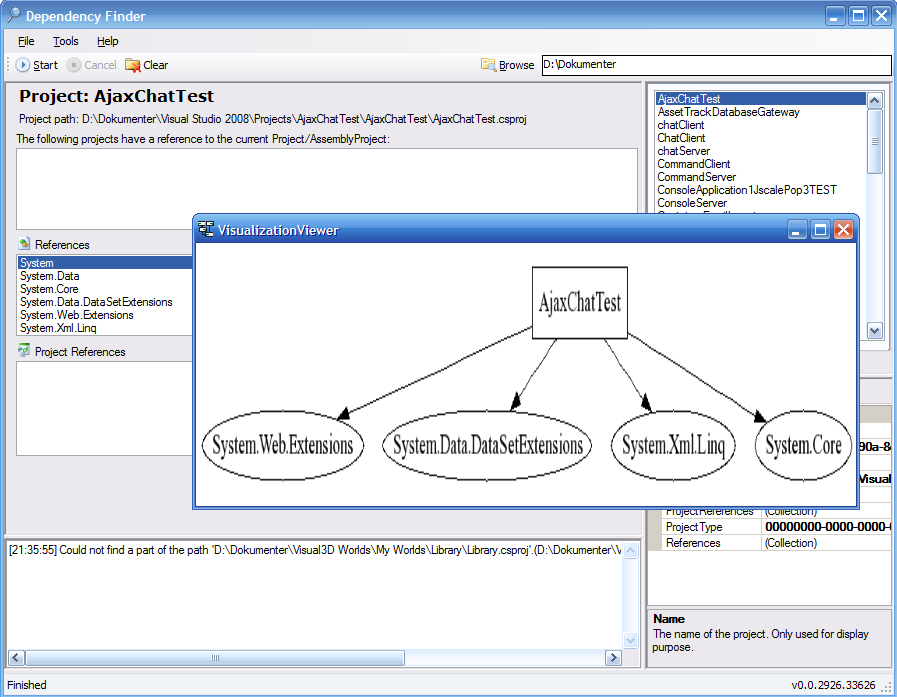 Dependency Finder
File Tools Help
Start Cancel Clear Browse D:\Dokumenter
Project: AjaxChatTest
Project path: D:\Dokumenter\Visual Studio 2008\Projects\AjaxChatTest\AjaxChatTest\AjaxChatTest.csproj
The following projects have a reference to the current Project/AssemblyProject:
References
System
System.Data
System.Core
System.Data.DataSetExtensions
System.Web.Extensions
System.Xml.Linq
Project References
AjaxChatTest
AssetTrackDatabaseGateway
chatClient
ChatClient
chatServer
CommandClient
CommandServer
ConsoleApplication1JscalePop3TEST
ConsoleServer
VisualizationViewer
AjaxChatTest
System.Web.Extensions System.Data.DataSetExtensions System.Xml.Linq System.Core
90a-8
Visual
ProjectReferences (Collection)
ProjectType 00000000-0000-0000-
References (Collection)
[21:35:55] Could not find a part of the path 'D:\Dokumenter\Visual3D Worlds\My Worlds\Library\Library.csproj'.(D:\Dokumenter\V
Name
The name of the project. Only used for display
purpose.
Finished v0.0.2926.33626